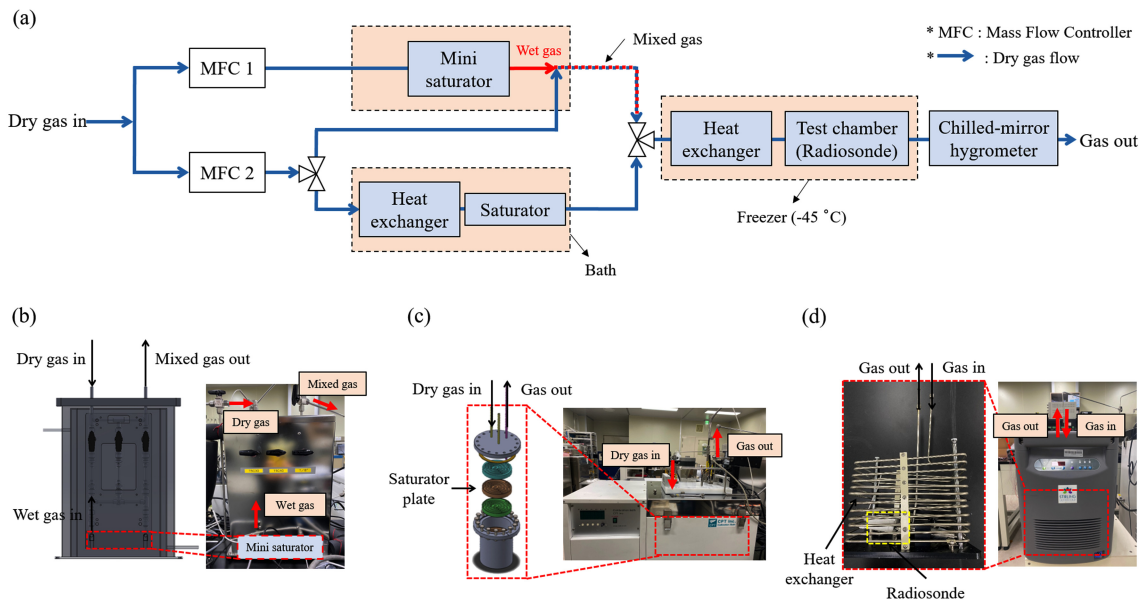 (a)
* MFC : Mass Flow Controller
* : Dry gas flow
Mixed gas
Wet gas
MFC 1
Mini
saturator
Dry gas in
Heat
exchanger
Test chamber
(Radiosonde)
Chilled-mirror
hygrometer
Gas out
MFC 2
Heat
exchanger
Saturator
Freezer (-45 ˚C)
Bath
(b)
Dry gas in
Mixed gas out
Mixed gas
Dry gas
Wet gas in
Wet gas
Mini saturator
(c)
Dry gas in
Gas out
Saturator
plate
Dry gas in
Gas out
(d)
Gas out
Gas in
Gas out
Gas in
Heat
exchanger
Radiosonde